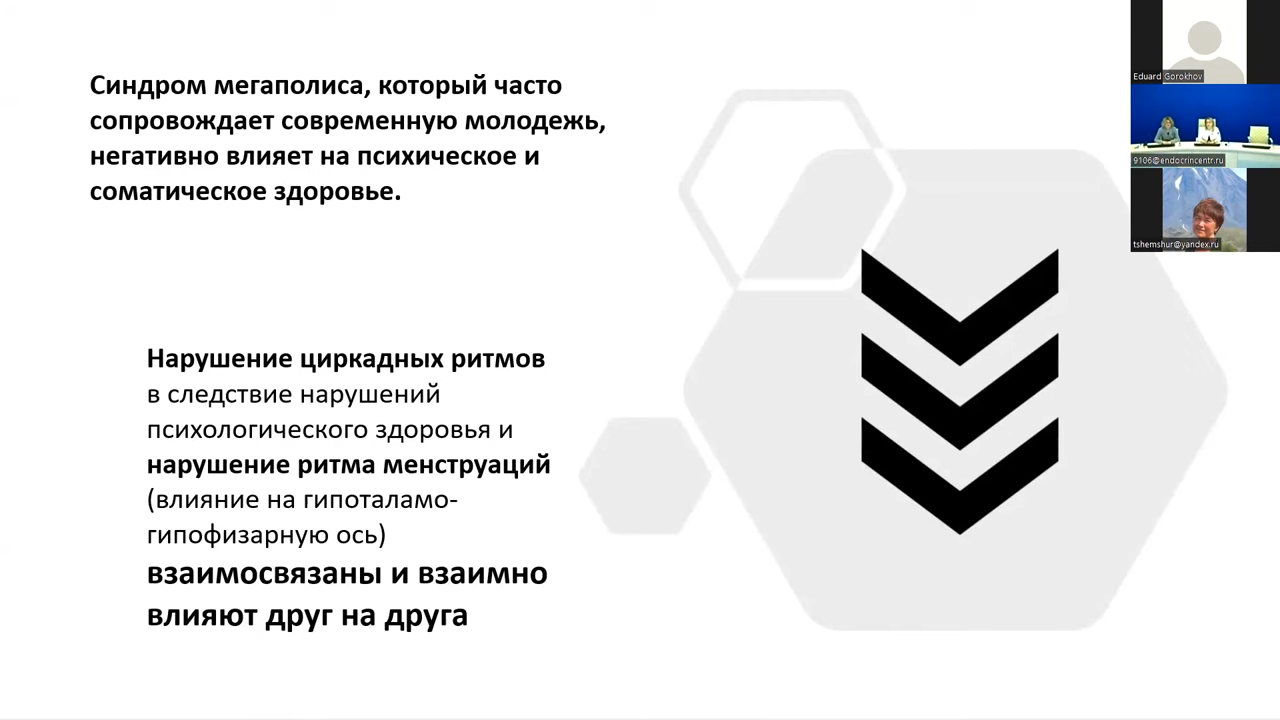 Синдром мегаполиса, который часто
сопровождает современную молодежь,
негативно влияет на психическое и
соматическое здоровье.
Нарушение циркадных ритмов
в следствие нарушений
психологического здоровья и
нарушение ритма менструаций
(влияние на гипоталамо-
гипофизарную ось)
взаимосвязаны и взаимно
влияют друг на друга
Eduard Gorokhov
9106@endocrincentr.ru
tshemshur@yandex.ru